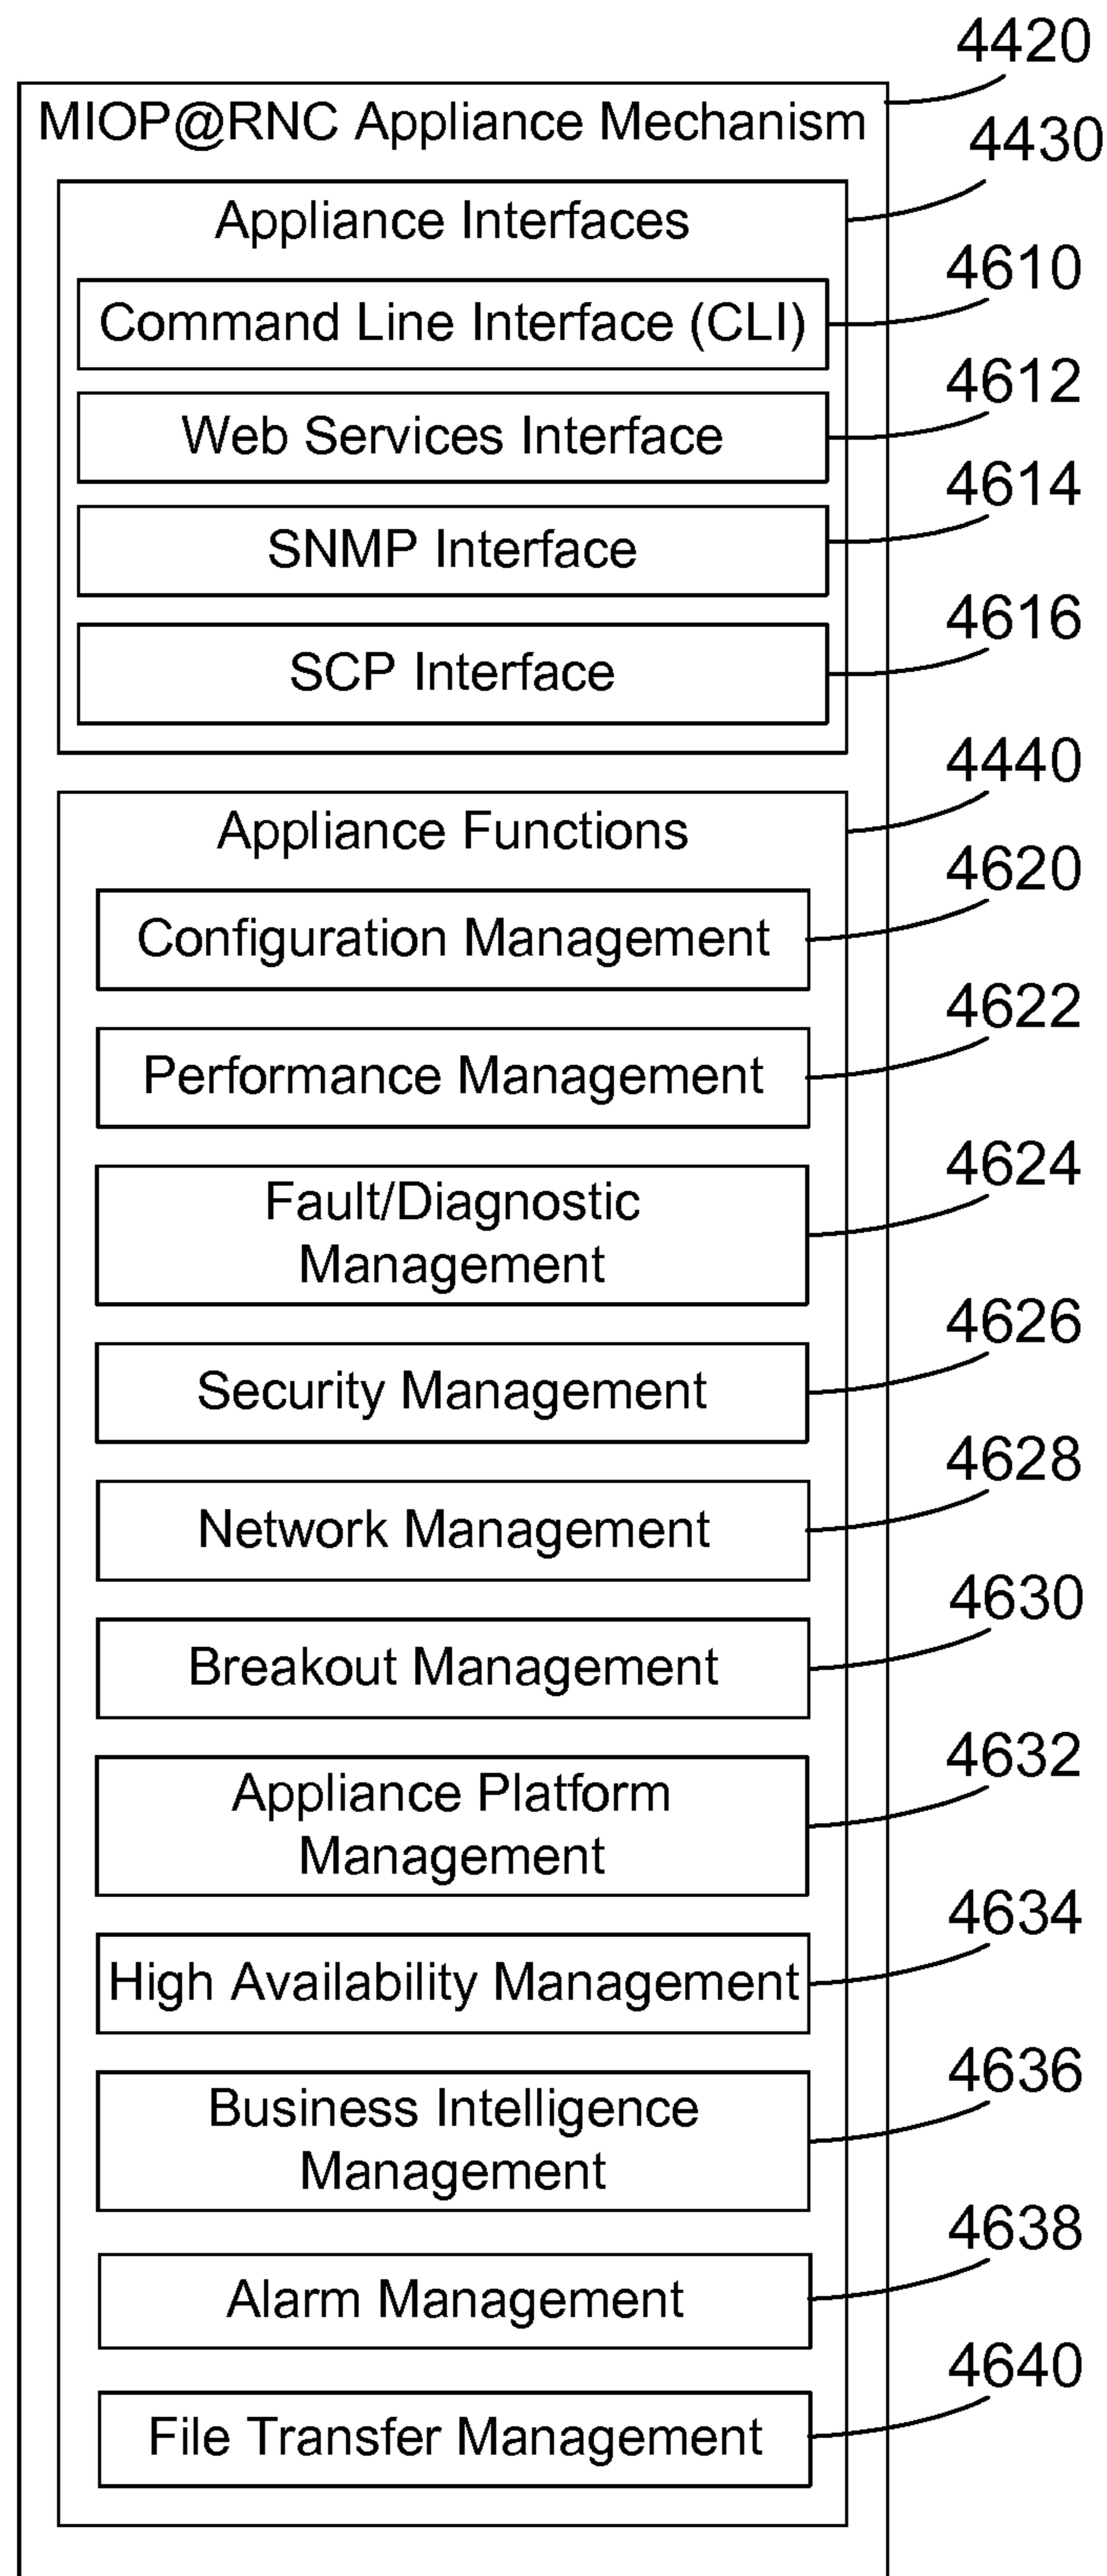 4420
MIOP@RNC Appliance Mechanism
4430
Appliance Interfaces
4610
Command Line Interface (CLI)
4612
Web Services Interface
4614
SNMP Interface
4616
SCP Interface
4440
Appliance Functions
4620
Configuration Management
4622
Performance Management
4624
Fault/Diagnostic
Management
4626
Security Management
4628
Network Management
4630
Breakout Management
4632
Appliance Platform
Management
4634
High Availability Management
4636
Business Intelligence
Management
4638
Alarm Management
4640
File Transfer Management